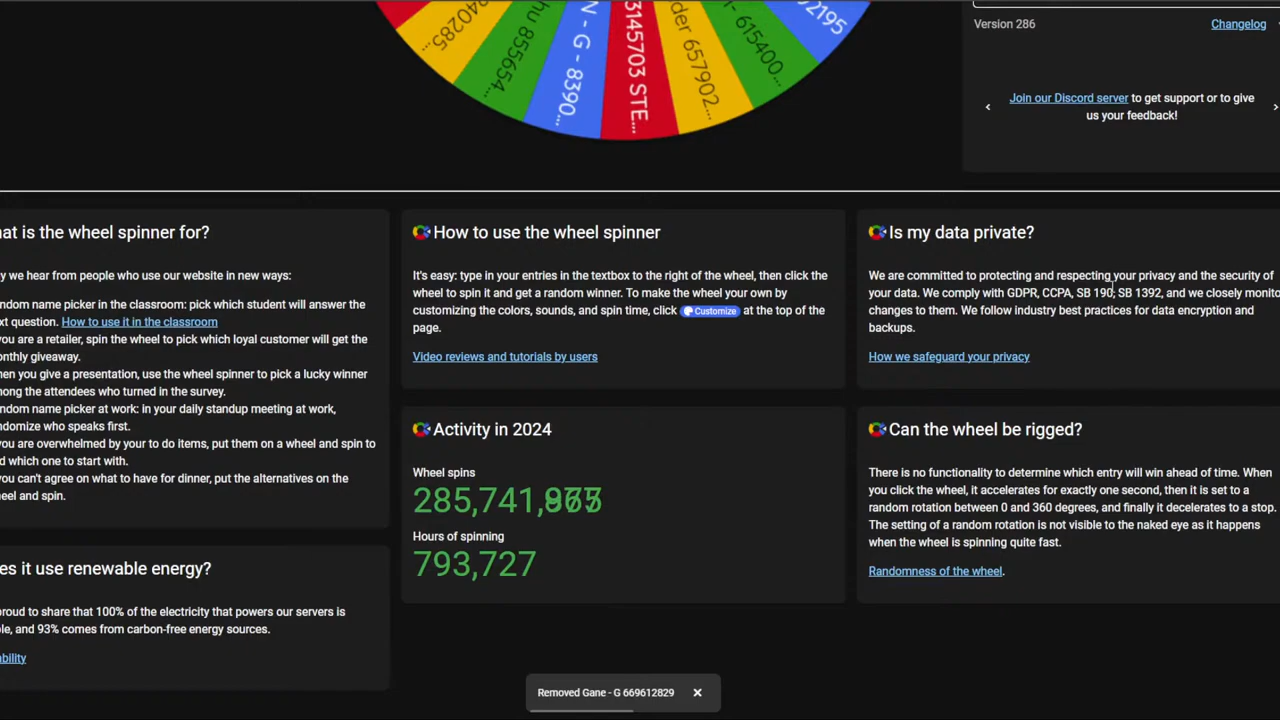 940285
...
hu 855654...
N - G - 8390...
3145703 STE...
der 657902...
615400...
02195
Version 286
Changelog
Join our Discord server to get support or to give
us your feedback!
at is the wheel spinner for?
y we hear from people who use our website in new ways:
ndom name picker in the classroom: pick which student will answer the
xt question. How to use it in the classroom
you are a retailer, spin the wheel to pick which loyal customer will get the
onthly giveaway.
en you give a presentation, use the wheel spinner to pick a lucky winner
ong the attendees who turned in the survey.
ndom name picker at work: in your daily standup meeting at work,
ndomize who speaks first.
you are overwhelmed by your to do items, put them on a wheel and spin to
d which one to start with.
you can't agree on what to have for dinner, put the alternatives on the
eel and spin.
es it use renewable energy?
proud to share that 100% of the electricity that powers our servers is
le, and 93% comes from carbon-free energy sources.
ability
How to use the wheel spinner
It's easy: type in your entries in the textbox to the right of the wheel, then click the
wheel to spin it and get a random winner. To make the wheel your own by
customizing the colors, sounds, and spin time, click Customize at the top of the
page.
Video reviews and tutorials by users
Activity in 2024
Wheel spins
285,741,
Hours of spinning
793,727
Is my data private?
We are committed to protecting and respecting your privacy and the security of
your data. We comply with GDPR, CCPA, SB 190, SB 1392, and we closely monito
changes to them. We follow industry best practices for data encryption and
backups.
How we safeguard your privacy
Can the wheel be rigged?
There is no functionality to determine which entry will win ahead of time. When
you click the wheel, it accelerates for exactly one second, then it is set to a
random rotation between 0 and 360 degrees, and finally it decelerates to a stop.
The setting of a random rotation is not visible to the naked eye as it happens
when the wheel is spinning quite fast.
Randomness of the wheel.
Removed Gane - G 669612829